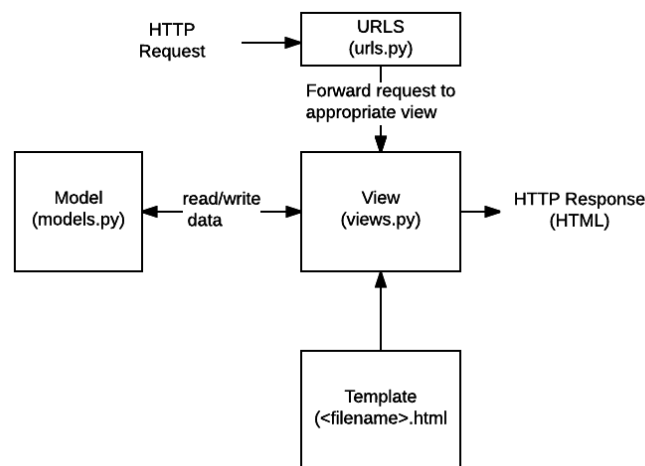 HTTP
Request
URLS
(urls.py)
Forward request to
appropriate view
Model
(models.py)
read/write
data
View
(views.py)
HTTP Response
(HTML)
Template
(<filename>.html